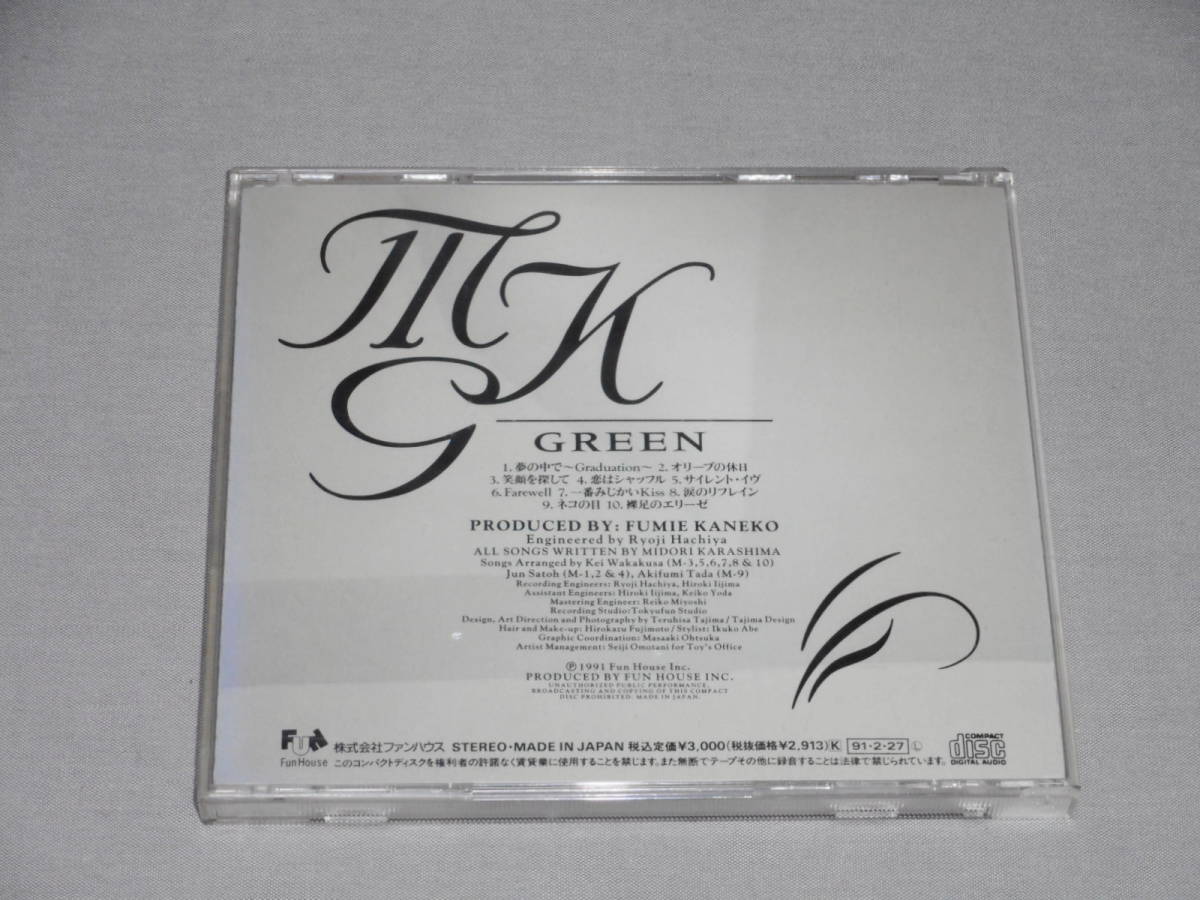 MK
G
GREEN
1. 夢の中で〜Graduation〜 2. オリーブの休日
3. 笑顔を探して 4. 恋はシャッフル 5. サイレント・イヴ
6. Farewell 7. 一番みじかいKiss 8. 涙のリフレイン
9. ネコの目 10. 裸足のエリーゼ
PRODUCED BY: FUMIE KANEKO
Engineered by Ryoji Hachiya
ALL SONGS WRITTEN BY MIDORI KARASHIMA
Songs Arranged by Kei Wakakusa (M-3,5,6,7,8 & 10)
Jun Satoh (M-1,2 & 4), Akifumi Tada (M-9)
Recording Engineers: Ryoji Hachiya, Hiroki Iijima
Assistant Engineers: Hiroki Iijima, Keiko Yoda
Mastering Engineer: Reiko Miyoshi
Recording Studio: Tokyufun Studio
Design, Art Direction and Photography by Teruhisa Tajima / Tajima Design
Hair and Make-up: Hirokazu Fujimoto / Stylist: Ikuko Abe
Graphic Coordination: Masaaki Ohtsuka
Artist Management: Seiji Omotani for Toy's Office
Ⓟ1991 Fun House Inc.
PRODUCED BY FUN HOUSE INC.
UNAUTHORIZED PUBLIC PERFORMANCE,
BROADCASTING AND COPYING OF THIS COMPACT
DISC PROHIBITED. MADE IN JAPAN.
FUN 株式会社ファンハウス STEREO・MADE IN JAPAN 税込定価¥3,000(税抜価格¥2,913) K 91・2・27 Ⓛ COMPACT disc
Fun House このコンパクトディスクを権利者の許諾なく賃貸業に使用することを禁じます。また無断でテープその他に録音することは法律で禁じられています。 DIGITAL AUDIO